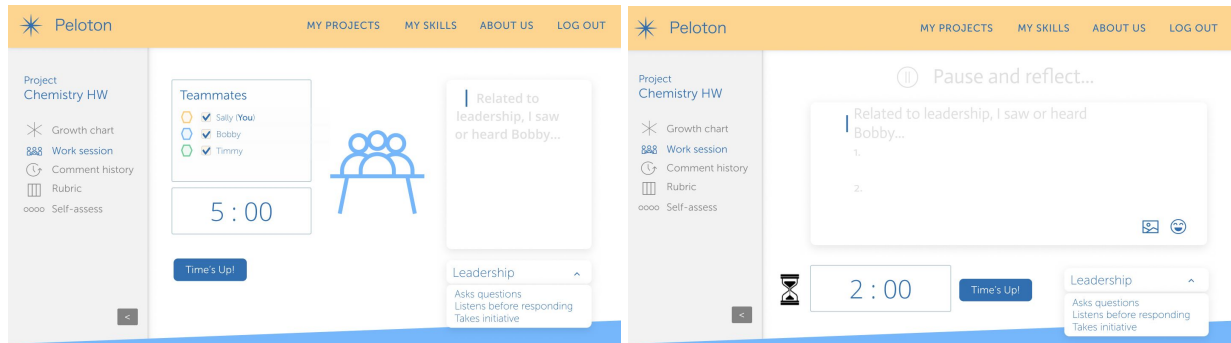 Peloton
MY PROJECTS MY SKILLS ABOUT US LOG OUT
Project
Chemistry HW
Growth chart
Work session
Comment history
Rubric
Self-assess
<
Teammates
Sally (You)
Bobby
Timmy
5 : 00
Time's Up!
Related to
leadership, I saw
or heard Bobby...
Leadership
Asks questions
Listens before responding
Takes initiative
Peloton
MY PROJECTS MY SKILLS ABOUT US LOG OUT
Project
Chemistry HW
Growth chart
Work session
Comment history
Rubric
Self-assess
<
Pause and reflect...
Related to leadership, I saw or heard
Bobby...
1.
2.
2 : 00
Time's Up!
Leadership
Asks questions
Listens before responding
Takes initiative